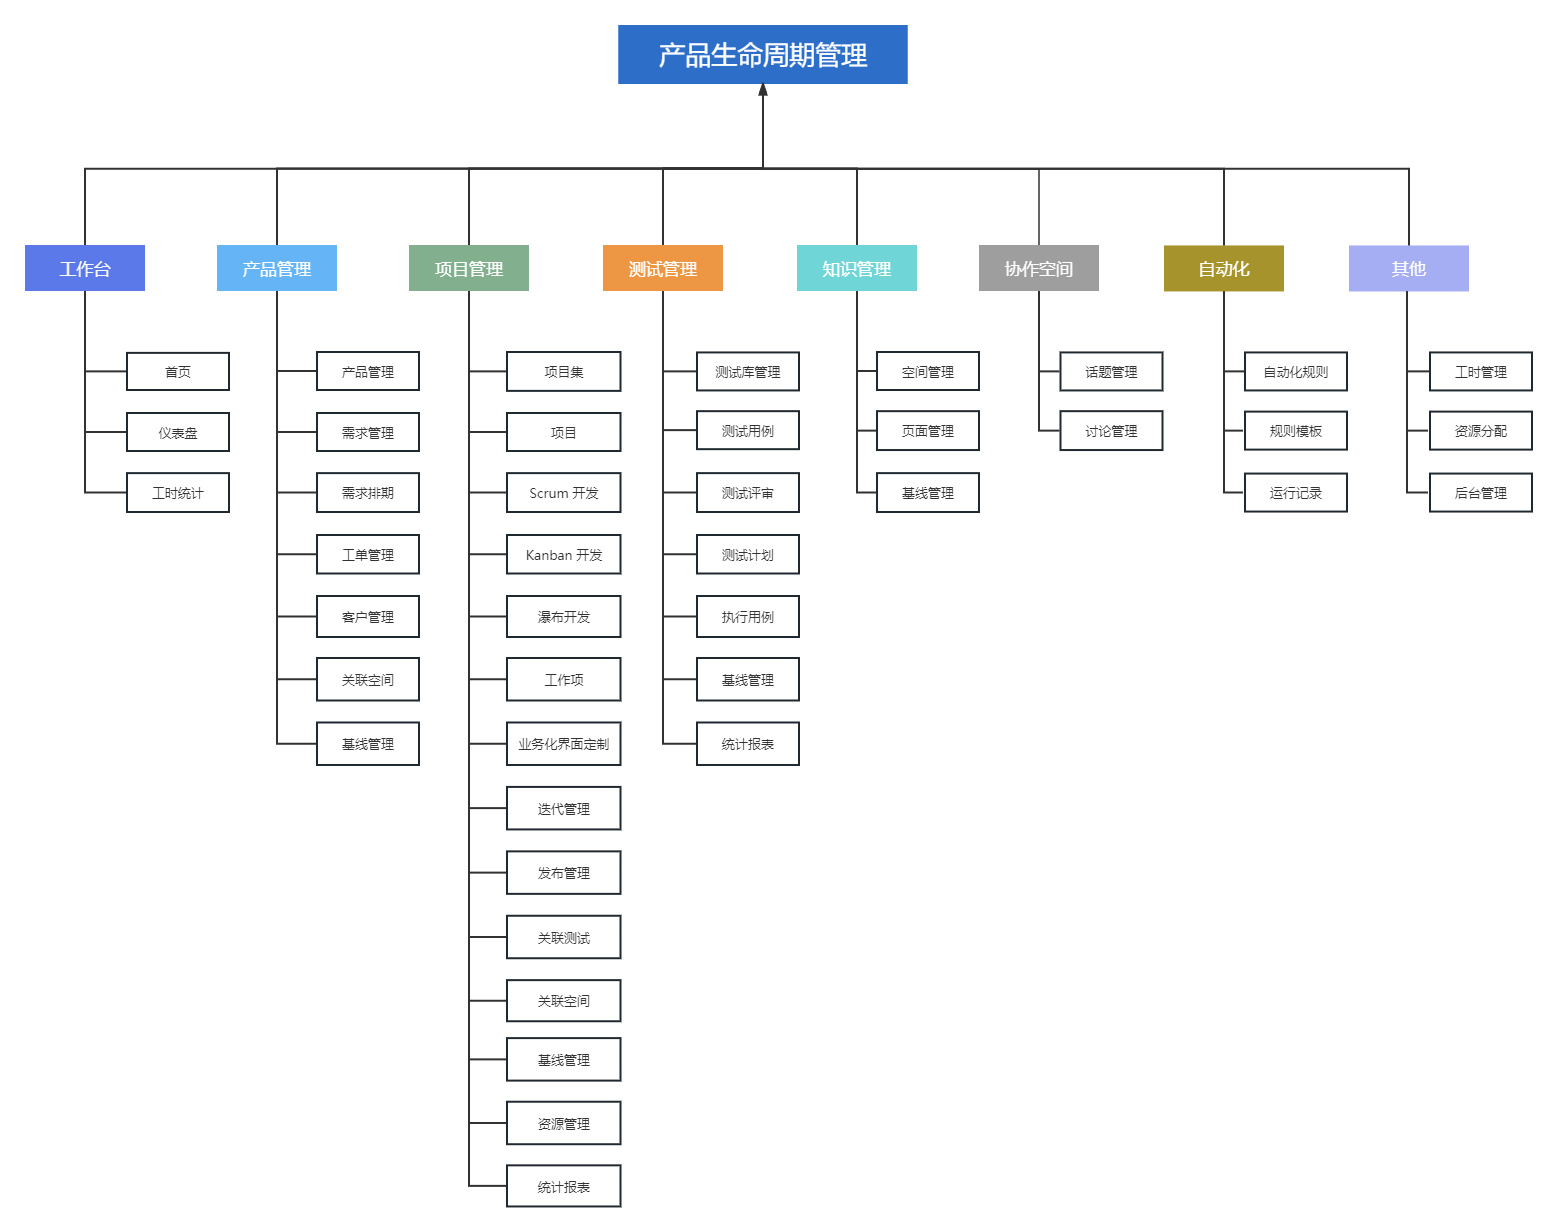 产品生命周期管理
工作台
产品管理
项目管理
测试管理
知识管理
协作空间
自动化
其他
首页
仪表盘
工时统计
产品管理
需求管理
需求排期
工单管理
客户管理
关联空间
基线管理
项目集
项目
Scrum 开发
Kanban 开发
瀑布开发
工作项
业务化界面定制
迭代管理
发布管理
关联测试
关联空间
基线管理
资源管理
统计报表
测试库管理
测试用例
测试评审
测试计划
执行用例
基线管理
统计报表
空间管理
页面管理
基线管理
话题管理
讨论管理
自动化规则
规则模板
运行记录
工时管理
资源分配
后台管理